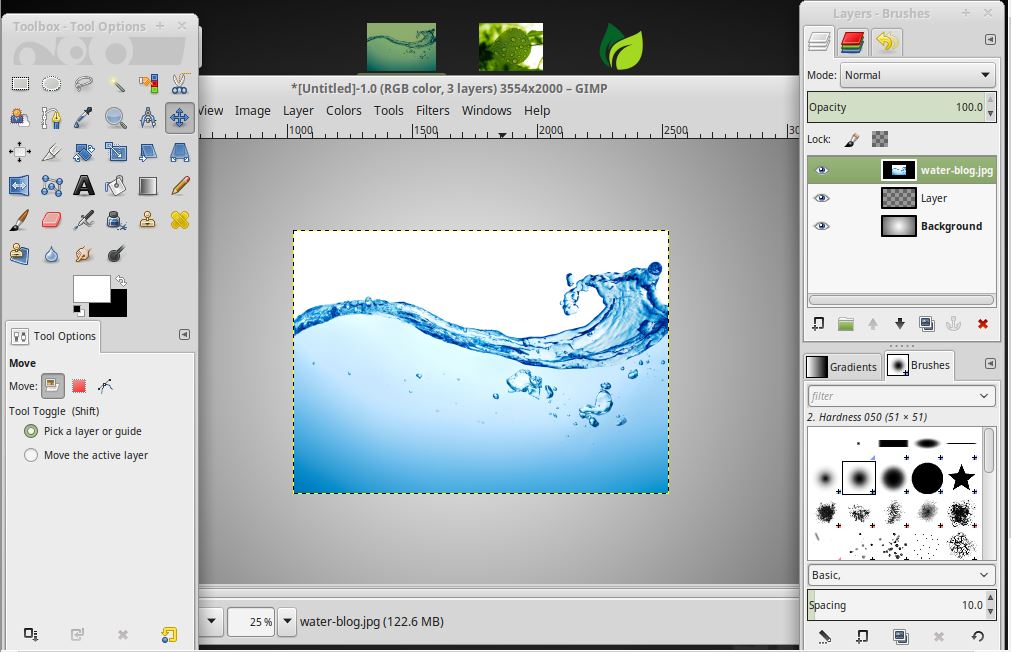 Toolbox - Tool Options
Layers - Brushes
*[Untitled]-1.0 (RGB color, 3 layers) 3554x2000 – GIMP
View Image Layer Colors Tools Filters Windows Help
1000 1500 2000 2500
Mode: Normal
Opacity 100.0
Lock:
water-blog.jpg
Layer
Background
Tool Options
Move
Move:
Tool Toggle (Shift)
Pick a layer or guide
Move the active layer
Gradients Brushes
filter
2. Hardness 050 (51 × 51)
Basic,
Spacing 10.0
25 % water-blog.jpg (122.6 MB)